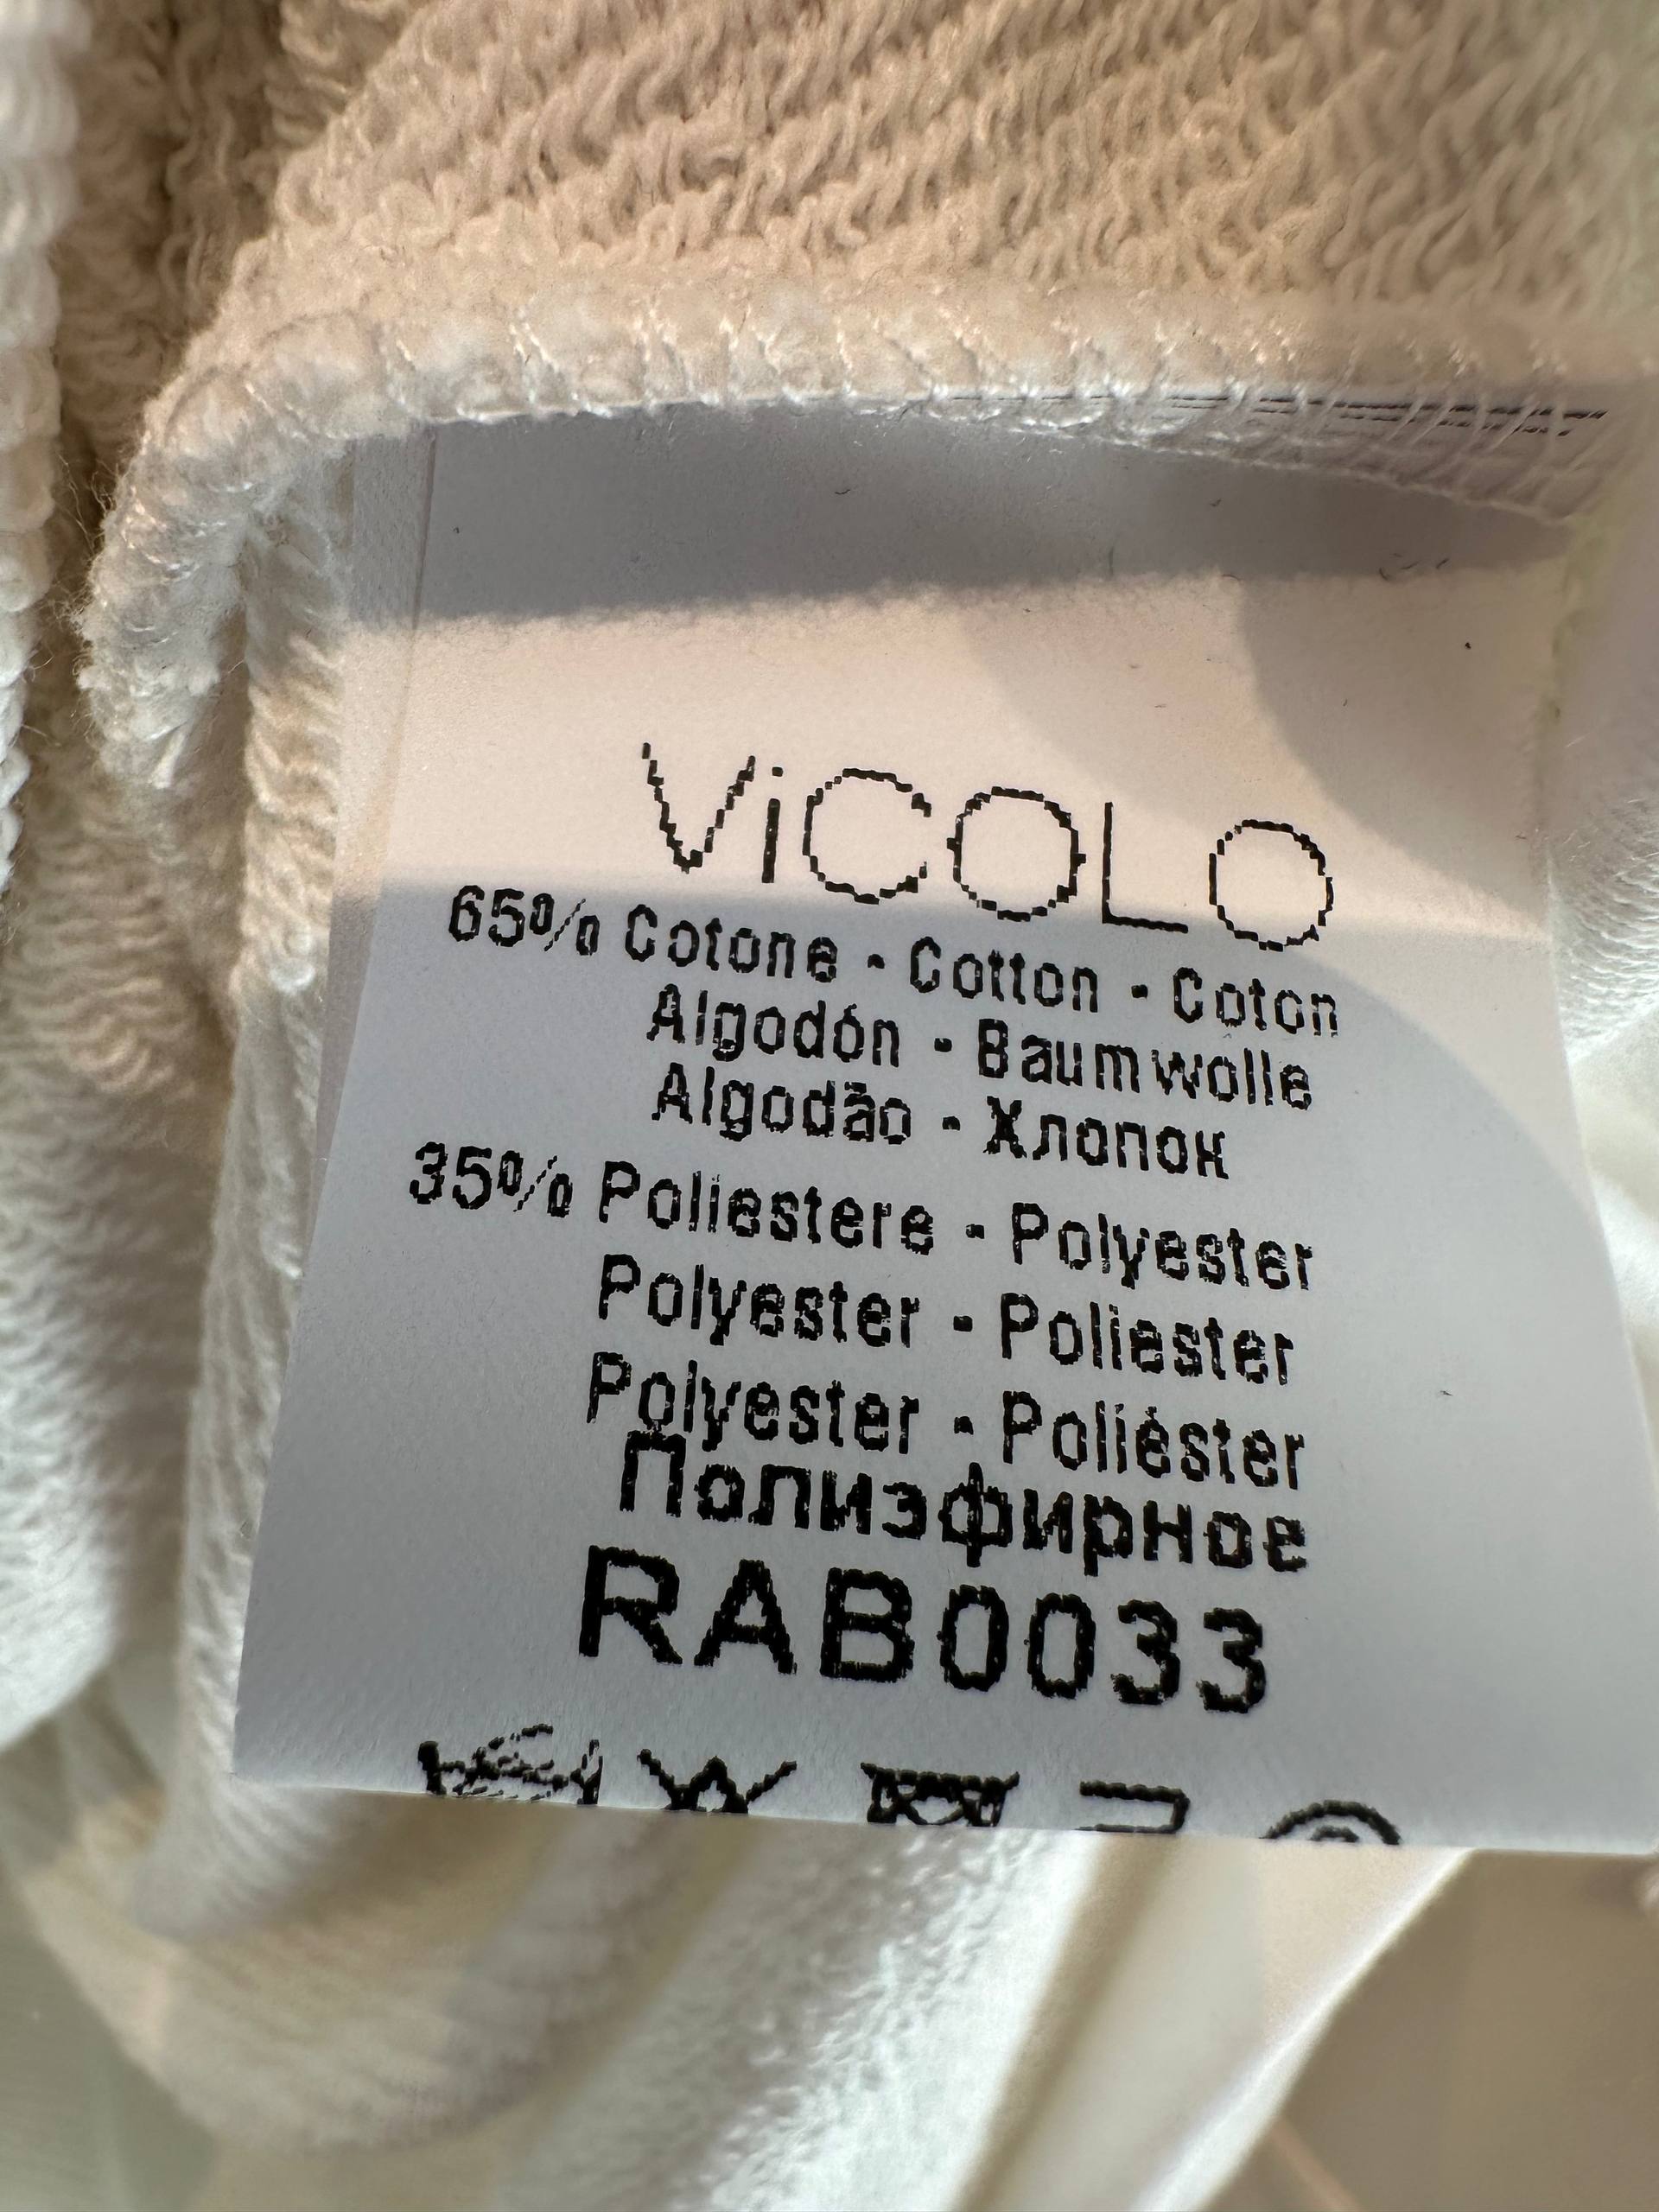 ViCOLO
65% Cotone - Cotton - Coton
Algodón - Baumwolle
Algodão - Хлопок
35% Poliestere - Polyester
Polyester - Poliester
Polyester - Poliéster
Полиэфирное
RAB0033